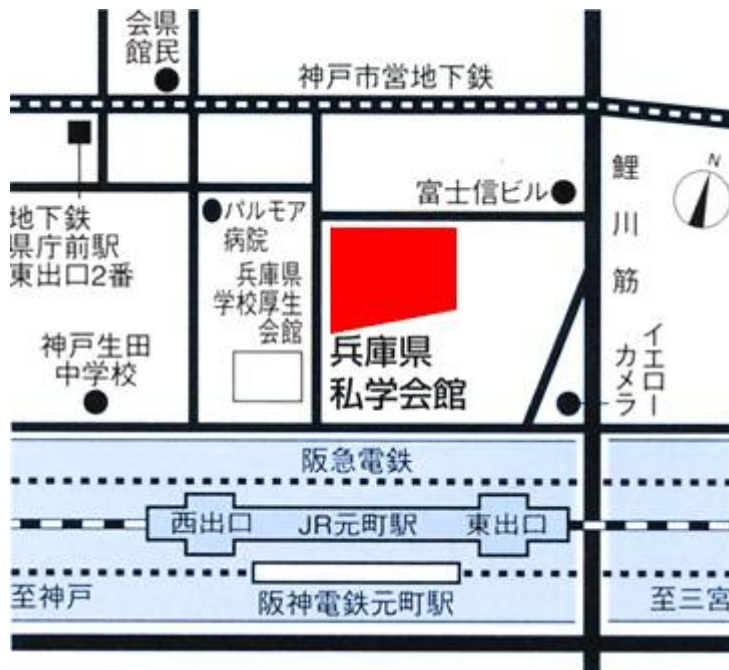 県民
会館
神戸市営地下鉄
N
富士信ビル
鯉川筋
地下鉄
県庁前駅
東出口2番
パルモア
病院
兵庫県
学校厚生
会館
神戸生田
中学校
兵庫県
私学会館
イエロー
カメラ
阪急電鉄
西出口
JR元町駅
東出口
至神戸
阪神電鉄元町駅
至三宮